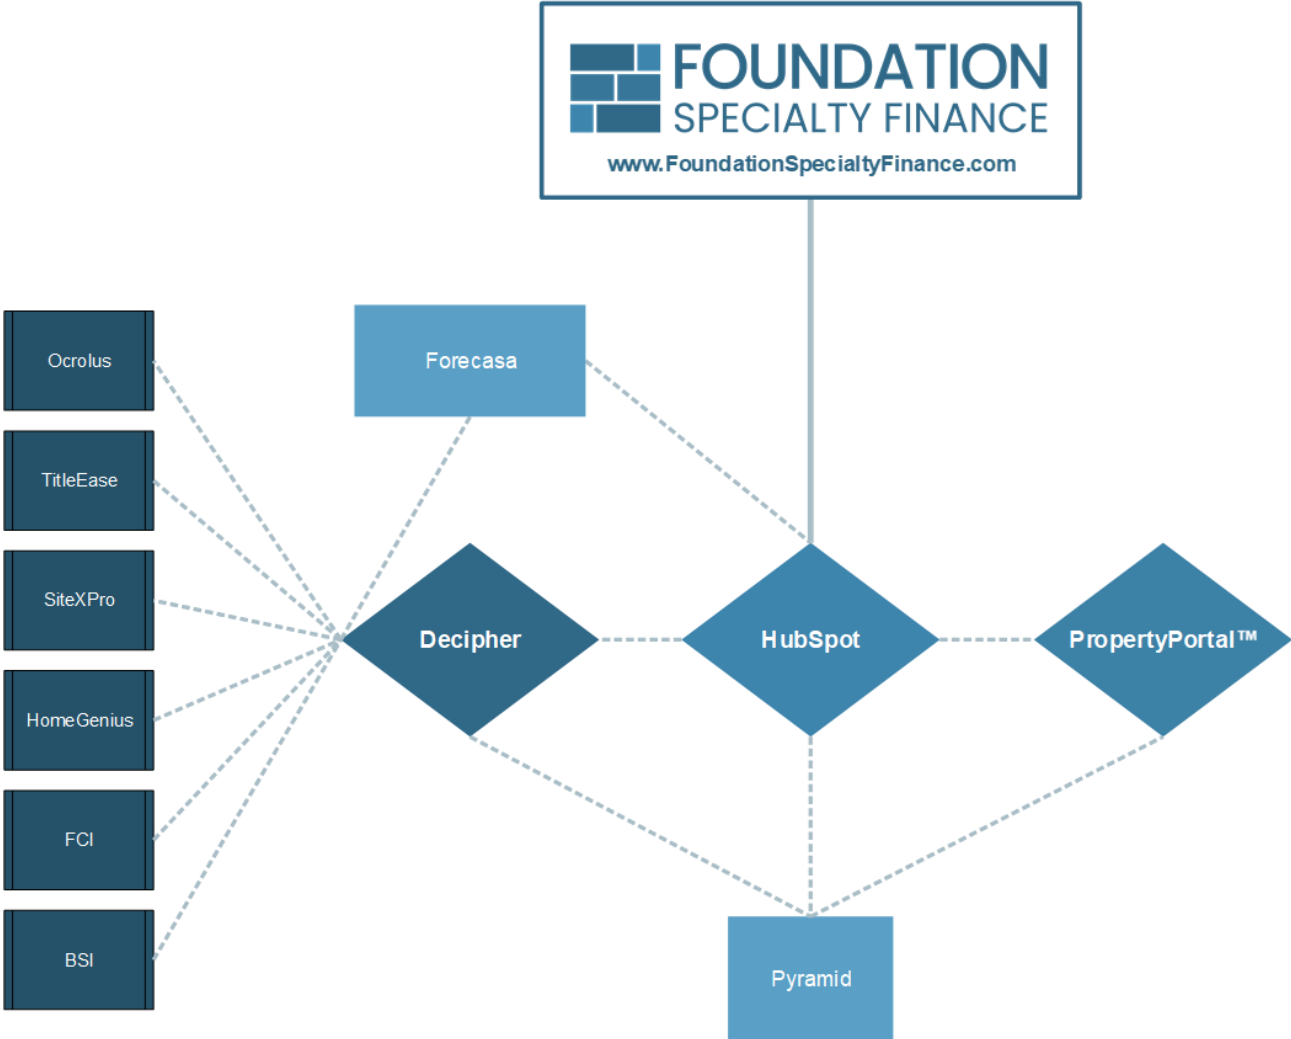 FOUNDATION
SPECIALTY FINANCE
www.FoundationSpecialtyFinance.com
Ocrolus
Forecasa
TitleEase
SiteXPro
Decipher
HubSpot
PropertyPortal™
HomeGenius
FCI
BSI
Pyramid